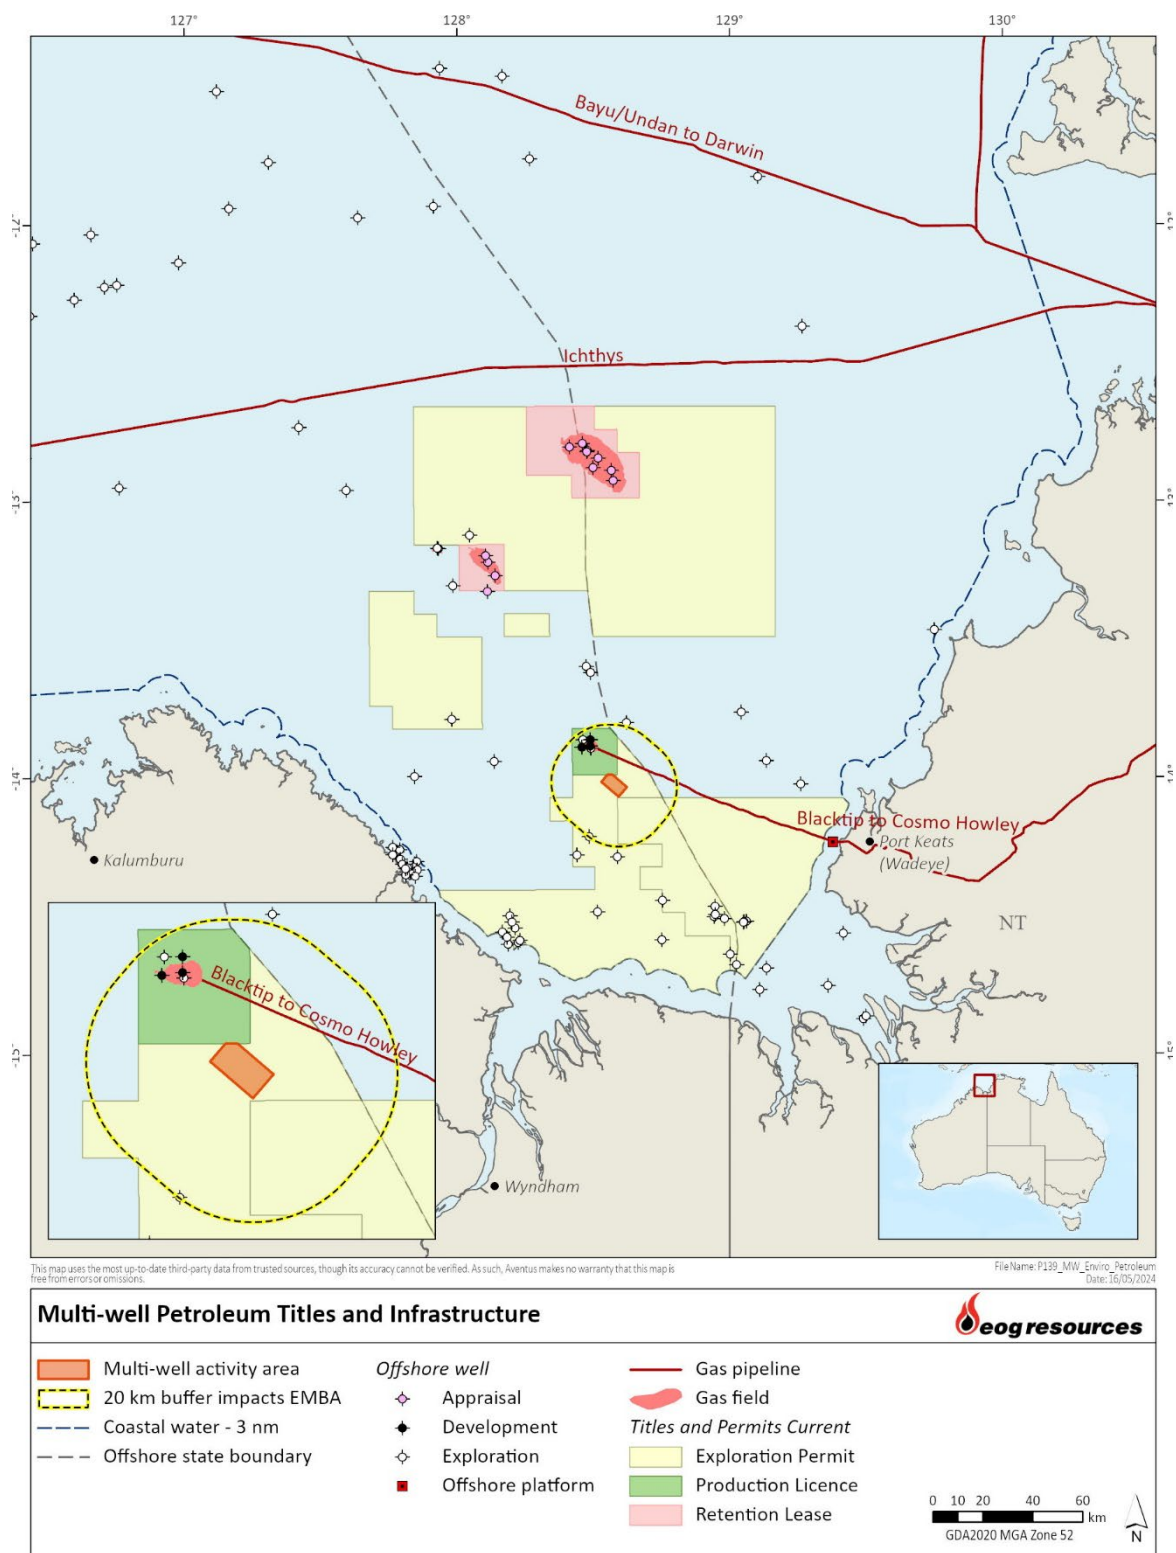 127°
128°
129°
130°
Bayu/Undan to Darwin
-12°
12°
Ichthys
-13°
13°
-14°
14°
Blacktip to Cosmo Howley
Port Keats
(Wadeye)
Kalumburu
NT
Blacktip to Cosmo Howley
-15°
15°
Wyndham
This map uses the most up-to-date third-party data from trusted sources, though its accuracy cannot be verified. As such, Aventus makes no warranty that this map is
free from errors or omissions.
File Name: P139_MW_Enviro_Petroleum
Date: 16/05/2024
Multi-well Petroleum Titles and Infrastructure
eog resources
Multi-well activity area
20 km buffer impacts EMBA
Coastal water - 3 nm
Offshore state boundary
Offshore well
Appraisal
Development
Exploration
Offshore platform
Gas pipeline
Gas field
Titles and Permits Current
Exploration Permit
Production Licence
Retention Lease
0 10 20 40 60
km
GDA2020 MGA Zone 52
N